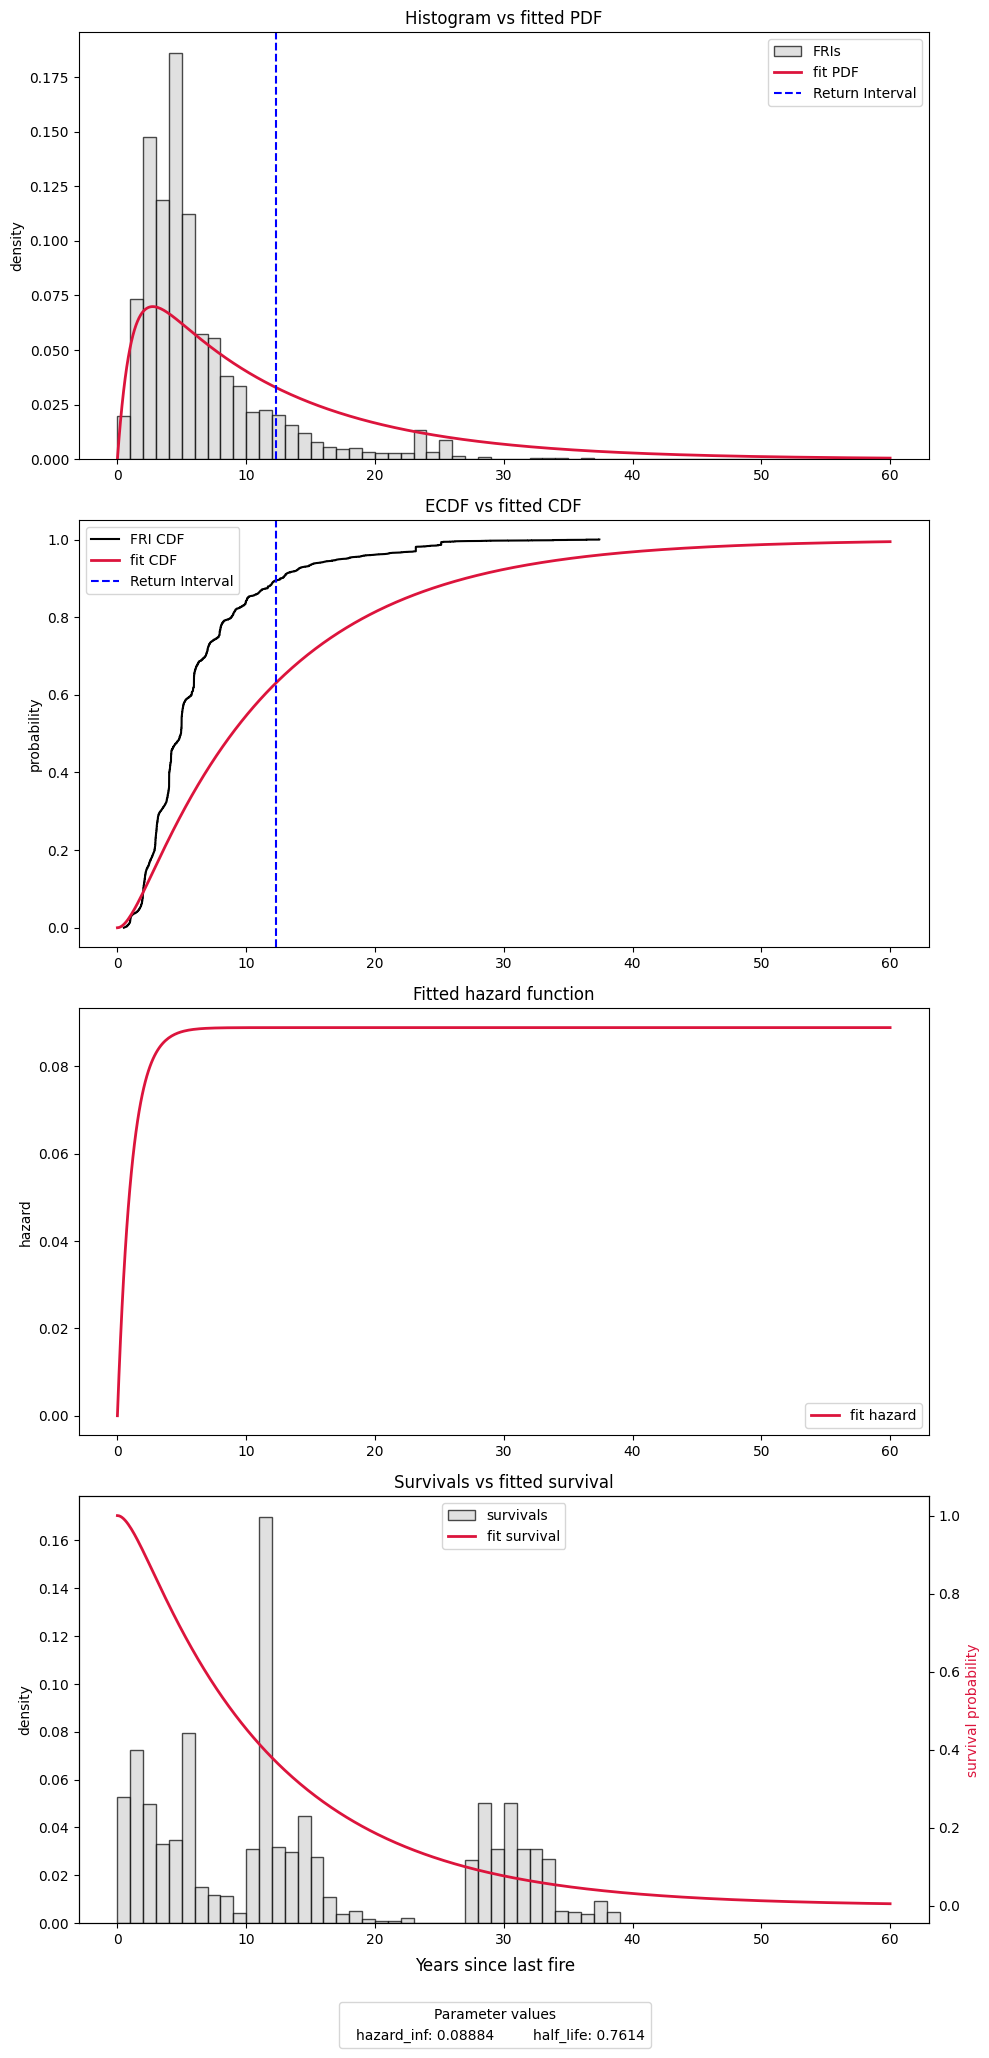 Histogram vs fitted PDF
density
0.175
0.150
0.125
0.100
0.075
0.050
0.025
0.000
FRIs
fit PDF
Return Interval
0 10 20 30 40 50 60
ECDF vs fitted CDF
probability
1.0
0.8
0.6
0.4
0.2
0.0
FRI CDF
fit CDF
Return Interval
0 10 20 30 40 50 60
Fitted hazard function
hazard
0.08
0.06
0.04
0.02
0.00
fit hazard
0 10 20 30 40 50 60
Survivals vs fitted survival
density
0.16
0.14
0.12
0.10
0.08
0.06
0.04
0.02
0.00
survivals
fit survival
1.0
0.8
0.6
0.4
0.2
0.0
survival probability
0 10 20 30 40 50 60
Years since last fire
Parameter values
hazard_inf: 0.08884 half_life: 0.7614